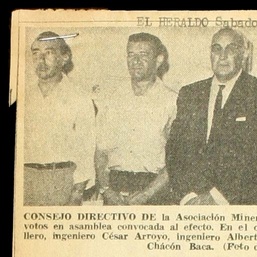 EL HERALDO Sabado
CONSEJO DIRECTIVO DE la Asociación Miner
votos en asamblea convocada al efecto. En el c
llero, ingeniero César Arroyo, ingeniero Albert
Chacón Baca. (Foto d